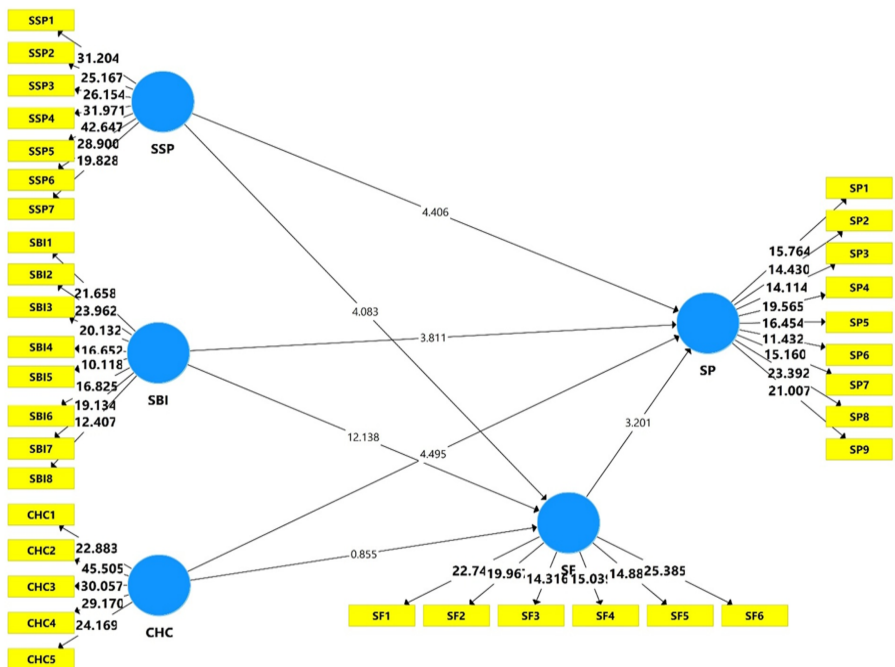 SSP1
SSP2
SSP3
SSP4
SSP5
SSP6
SSP7
31.204
25.167
26.154
31.971
42.647
28.900
19.828
SSP
SBI1
SBI2
SBI3
SBI4
SBI5
SBI6
SBI7
SBI8
21.658
23.962
20.132
16.652
10.118
16.825
19.134
12.407
SBI
CHC1
CHC2
CHC3
CHC4
CHC5
22.883
45.505
30.057
29.170
24.169
CHC
4.406
4.083
3.811
12.138
4.495
0.855
3.201
SP
SP1
SP2
SP3
SP4
SP5
SP6
SP7
SP8
SP9
15.764
14.430
14.114
19.565
16.454
11.432
15.160
23.392
21.007
SF
22.74
19.96
14.316
15.03
14.88
25.385
SF1
SF2
SF3
SF4
SF5
SF6